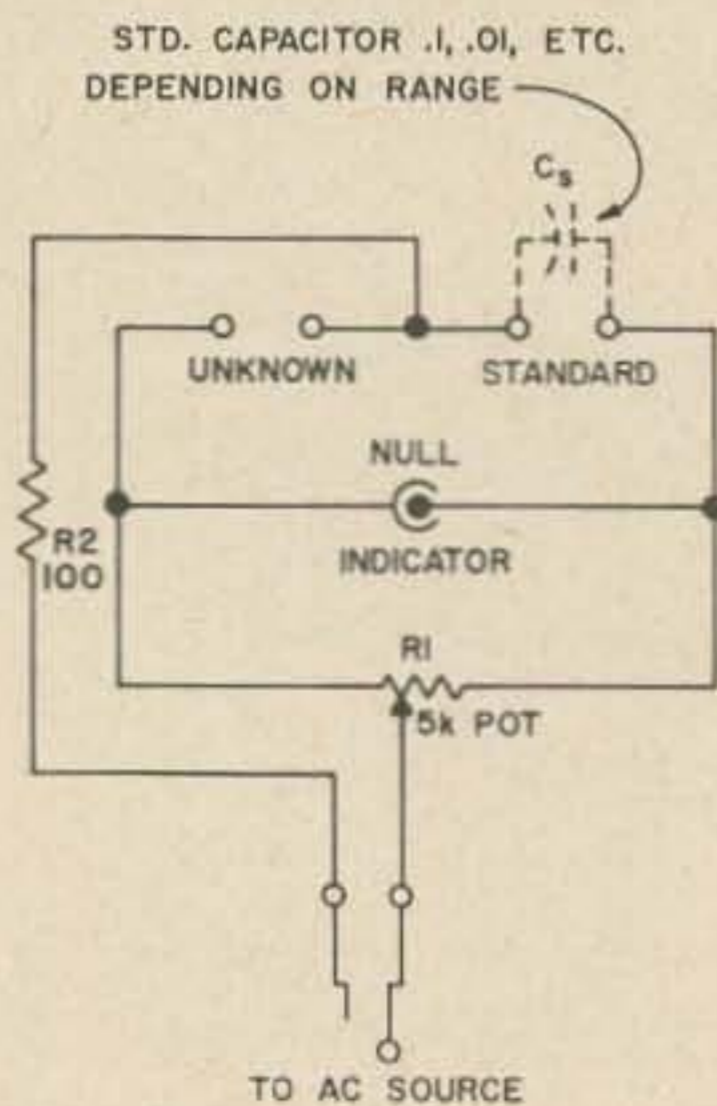 STD. CAPACITOR .1, .01, ETC.
DEPENDING ON RANGE
Cs
UNKNOWN
STANDARD
NULL
INDICATOR
R2
100
R1
5k POT
TO AC SOURCE